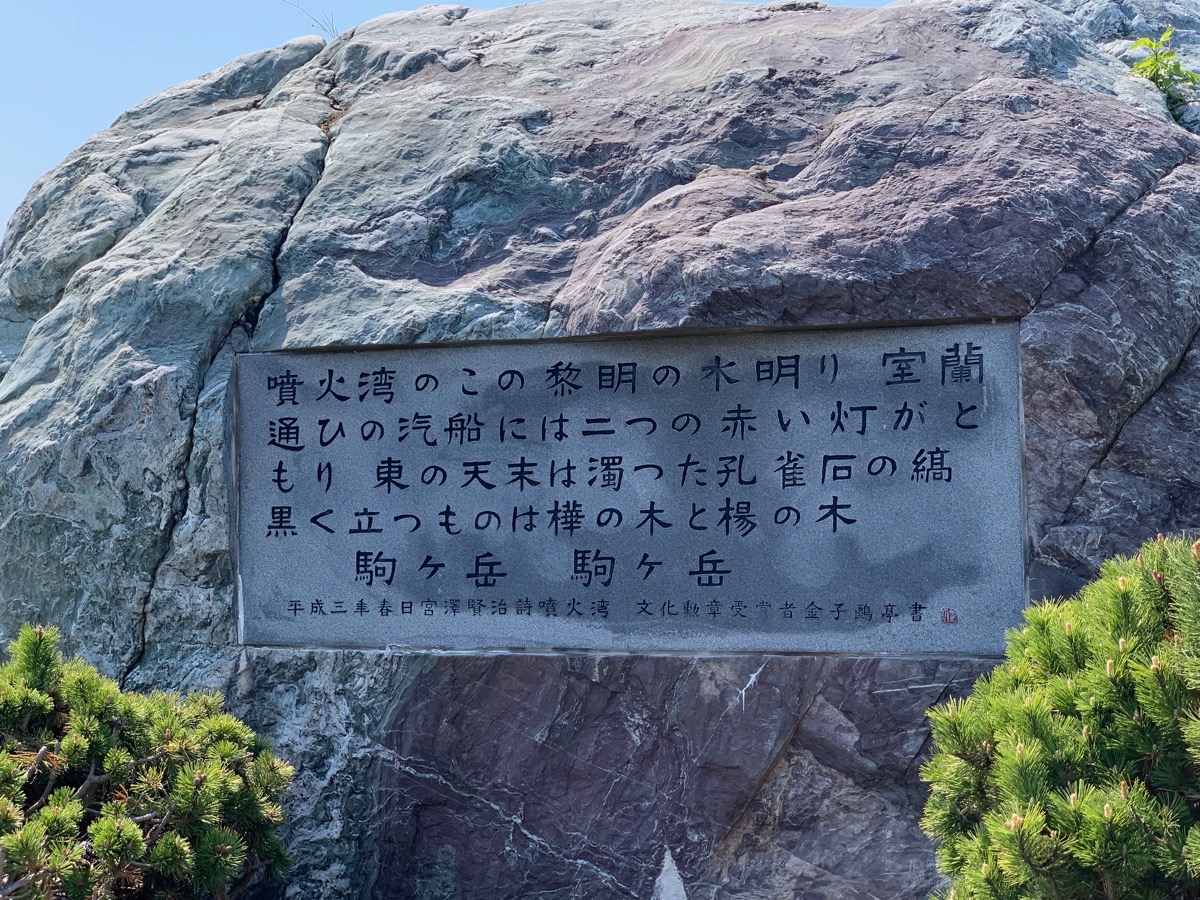 噴火湾のこの黎明の水明り 室蘭
通ひの汽船には二つの赤い灯がと
もり 東の天末は濁つた孔雀石の縞
黒く立つものは樺の木と楊の木
駒ヶ岳 駒ヶ岳
平成三年春日宮澤賢治詩噴火湾 文化勲章受賞者金子鷗亭書